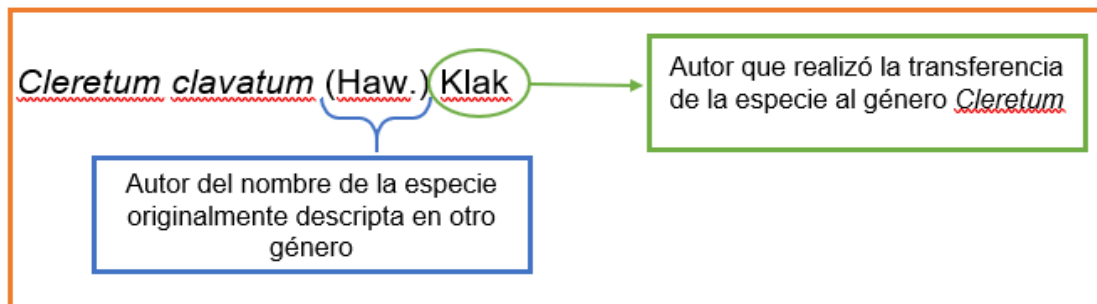 Cleretum clavatum (Haw.) Klak
Autor que realizó la transferencia
de la especie al género Cleretum
Autor del nombre de la especie
originalmente descripta en otro
género